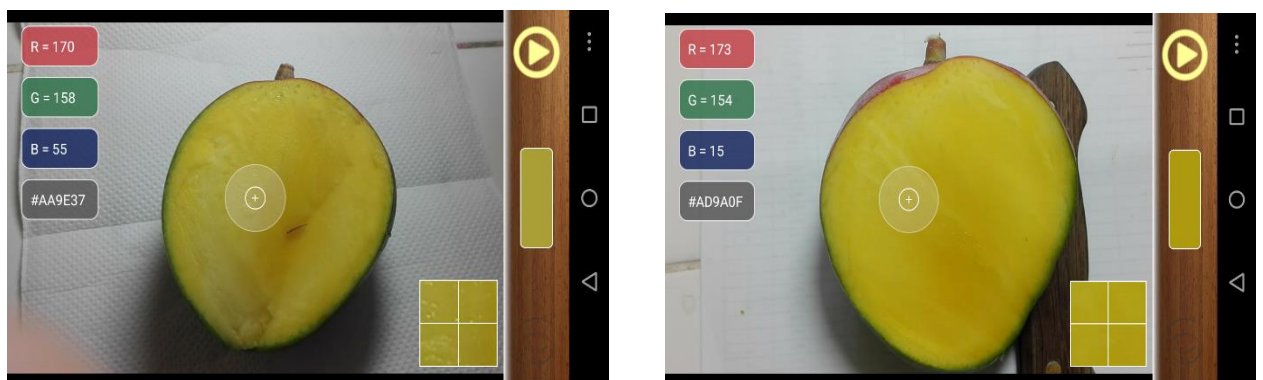 R = 170
G = 158
B = 55
#AA9E37
R = 173
G = 154
B = 15
#AD9A0F